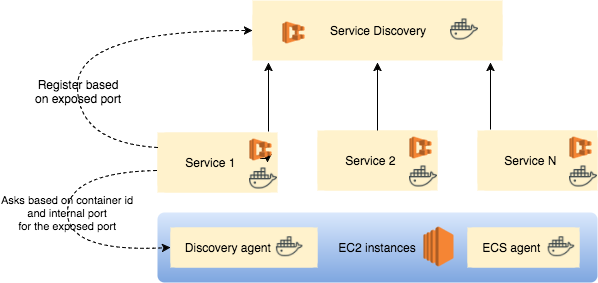 Service Discovery
Register based
on exposed port
Service 1
Service 2
Service N
Asks based on container id
and internal port
for the exposed port
Discovery agent
EC2 instances
ECS agent